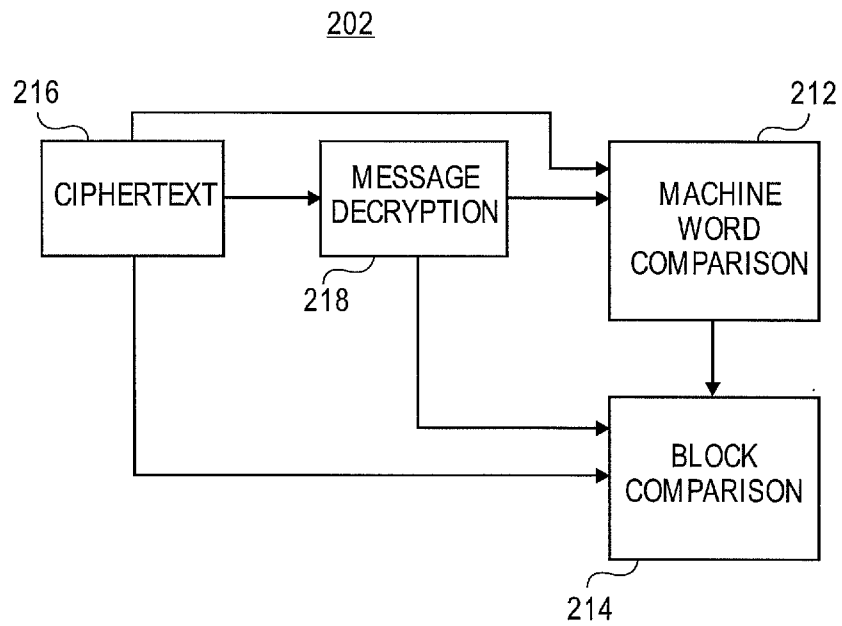 202
216
212
CIPHERTEXT
MESSAGE
DECRYPTION
MACHINE
WORD
COMPARISON
218
BLOCK
COMPARISON
214